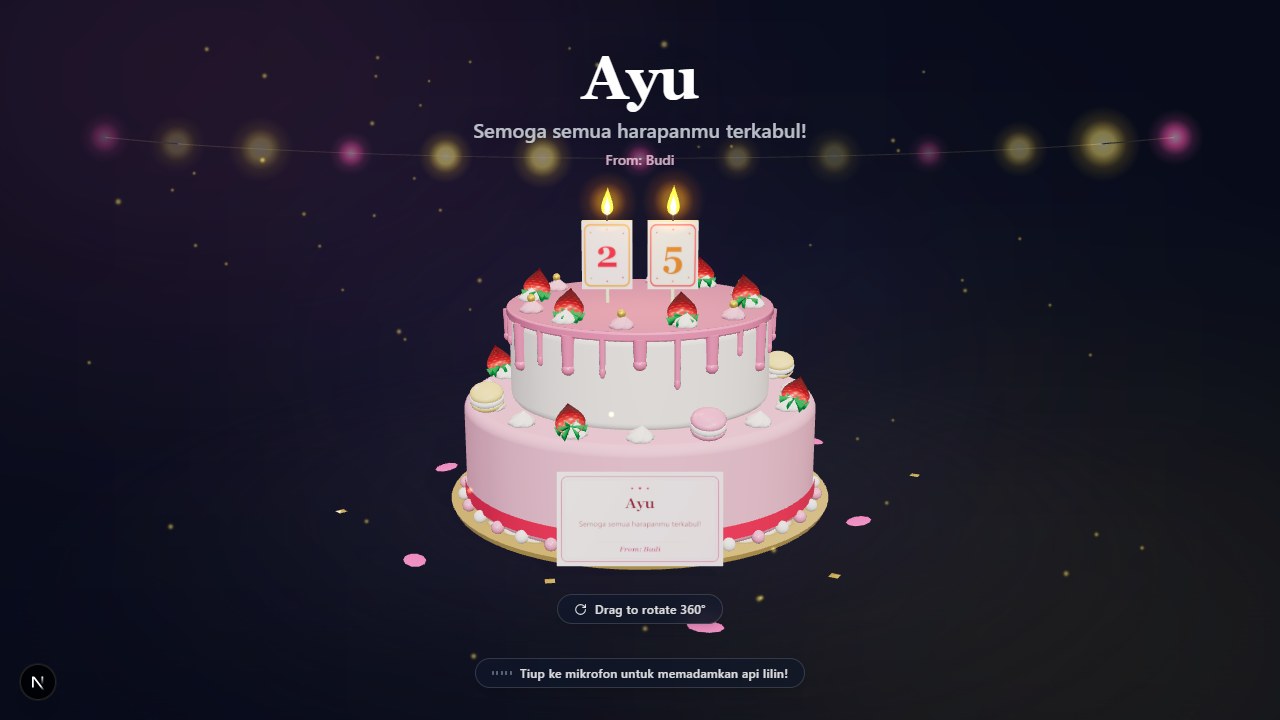 Ayu
Semoga semua harapanmu terkabul!
From: Budi
2 5
Ayu
Semoga semua harapanmu terkabul!
From: Budi
Drag to rotate 360°
Tiup ke mikrofon untuk memadamkan api lilin!
N